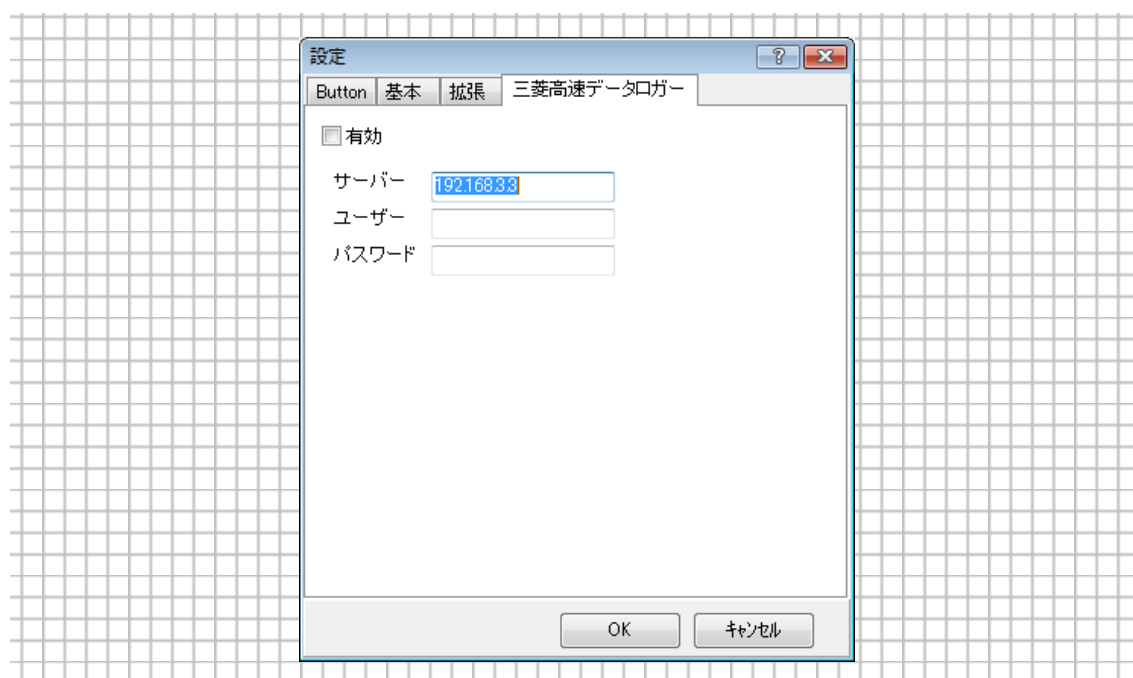 設定
Button 基本 拡張 三菱高速データロガー
有効
サーバー 192.168.3.3
ユーザー
パスワード
OK キャンセル